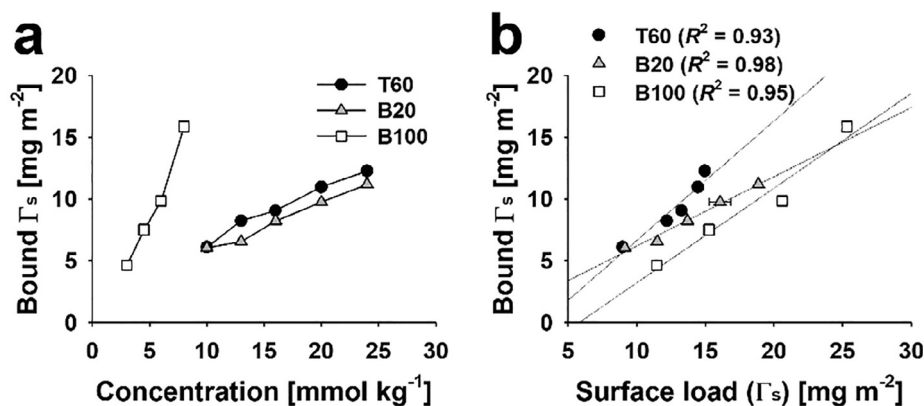 a
T60
B20
B100
20
15
10
5
0
Bound Γs [mg m-2]
0 5 10 15 20 25 30
Concentration [mmol kg-1]
b
T60 (R2 = 0.93)
B20 (R2 = 0.98)
B100 (R2 = 0.95)
20
15
10
5
0
Bound Γs [mg m-2]
5 10 15 20 25 30
Surface load (Γs) [mg m-2]